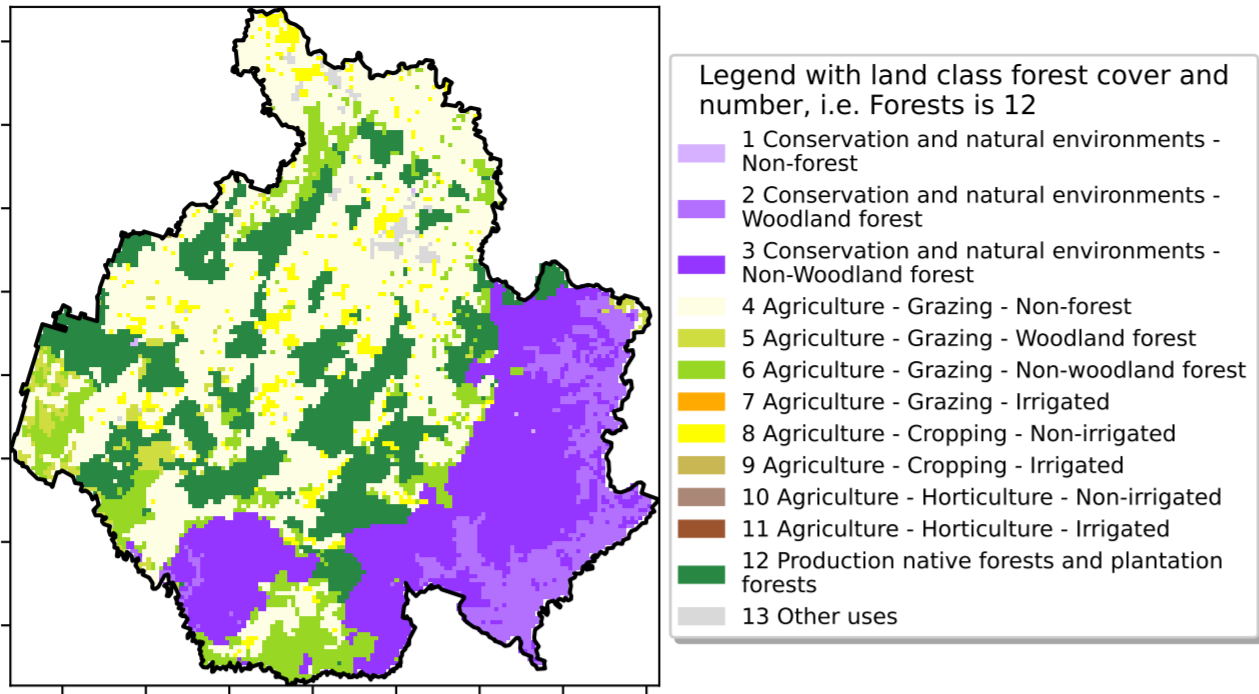 Legend with land class forest cover and
number, i.e. Forests is 12
1 Conservation and natural environments -
Non-forest
2 Conservation and natural environments -
Woodland forest
3 Conservation and natural environments -
Non-Woodland forest
4 Agriculture - Grazing - Non-forest
5 Agriculture - Grazing - Woodland forest
6 Agriculture - Grazing - Non-woodland forest
7 Agriculture - Grazing - Irrigated
8 Agriculture - Cropping - Non-irrigated
9 Agriculture - Cropping - Irrigated
10 Agriculture - Horticulture - Non-irrigated
11 Agriculture - Horticulture - Irrigated
12 Production native forests and plantation
forests
13 Other uses